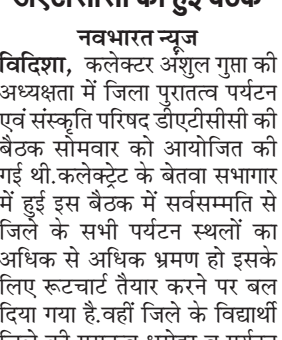 डीएटीसीसी की हुई बैठक
नवभारत न्यूज
विदिशा, कलेक्टर अंशुल गुप्ता की
अध्यक्षता में जिला पुरातत्व पर्यटन
एवं संस्कृति परिषद डीएटीसीसी की
बैठक सोमवार को आयोजित की
गई थी.कलेक्ट्रेट के बेतवा सभागार
में हुई इस बैठक में सर्वसम्मति से
जिले के सभी पर्यटन स्थलों का
अधिक से अधिक भ्रमण हो इसके
लिए रूटचार्ट तैयार करने पर बल
दिया गया है.वहीं जिले के विद्यार्थी